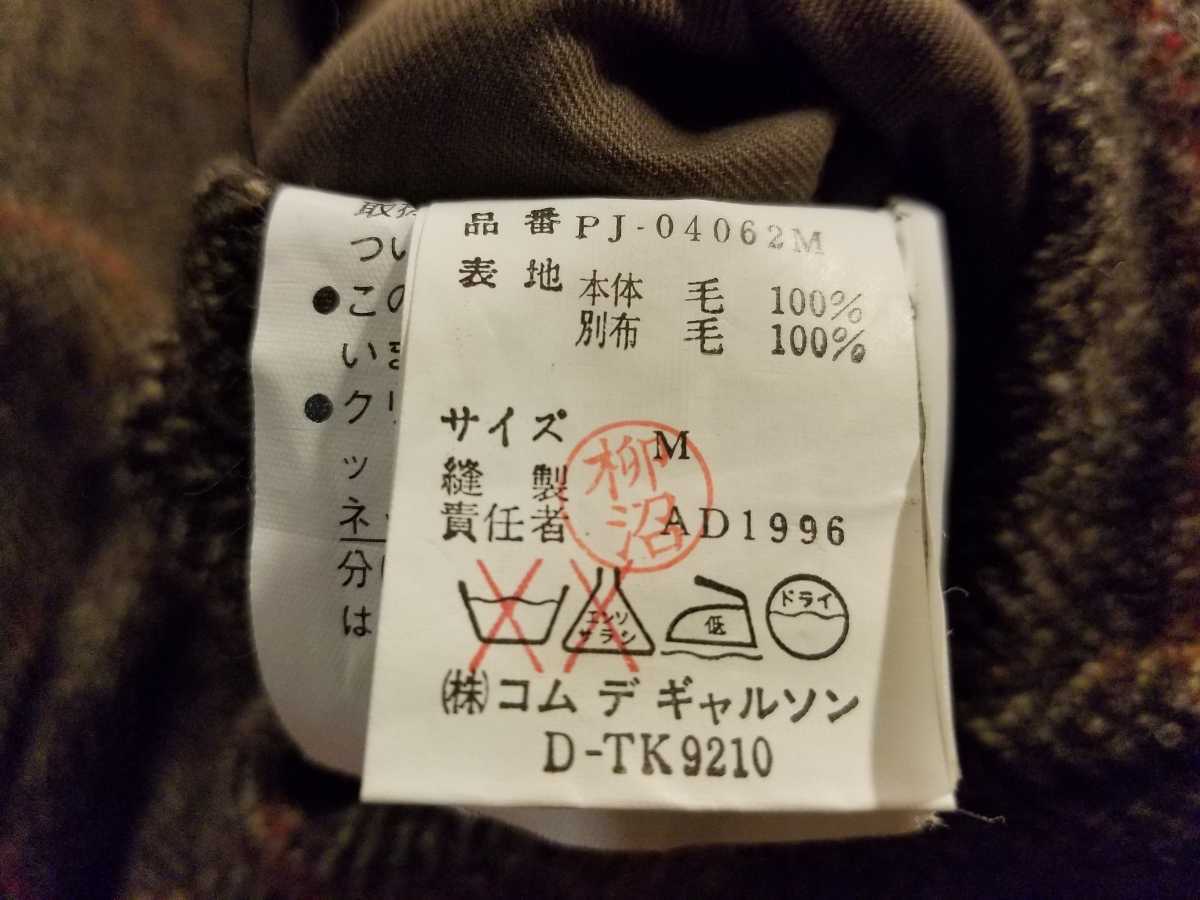 品番 PJ-04062M
表地 本体 毛 100%
別布 毛 100%
サイズ M
縫製
責任者 AD1996
柳沼
エンソ
サラシ
低
ドライ
(株)コム デ ギャルソン
D-TK9210
取扱
つい
●この
いま
●クリ
ッ
ネ
分
は